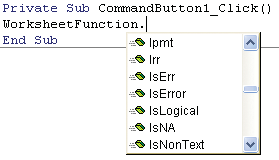 Private Sub CommandButton1_Click()
WorksheetFunction.
End Sub
Ipmt
Irr
IsErr
IsError
IsLogical
IsNA
IsNonText